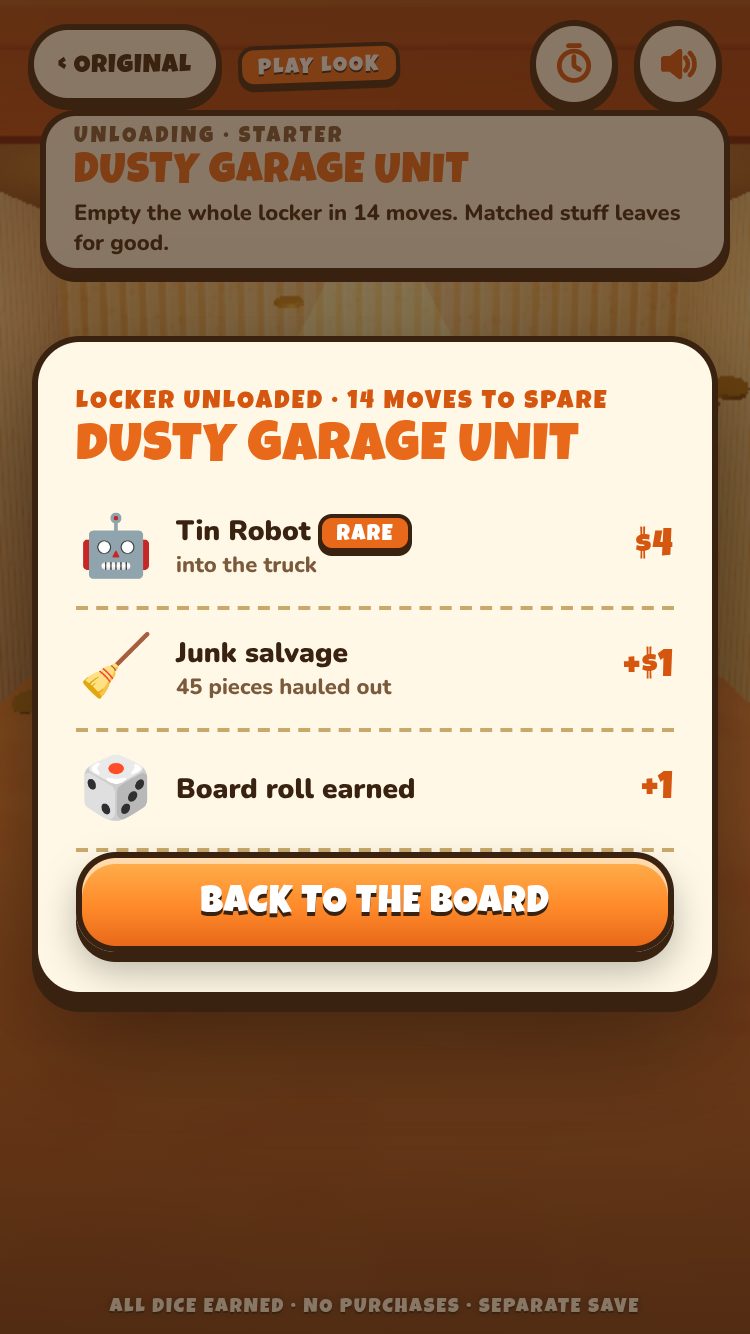 ‹ ORIGINAL
PLAY LOOK
UNLOADING · STARTER
DUSTY GARAGE UNIT
Empty the whole locker in 14 moves. Matched stuff leaves
for good.
LOCKER UNLOADED · 14 MOVES TO SPARE
DUSTY GARAGE UNIT
Tin Robot RARE
$4
into the truck
Junk salvage
+$1
45 pieces hauled out
Board roll earned
+1
BACK TO THE BOARD
ALL DICE EARNED · NO PURCHASES · SEPARATE SAVE